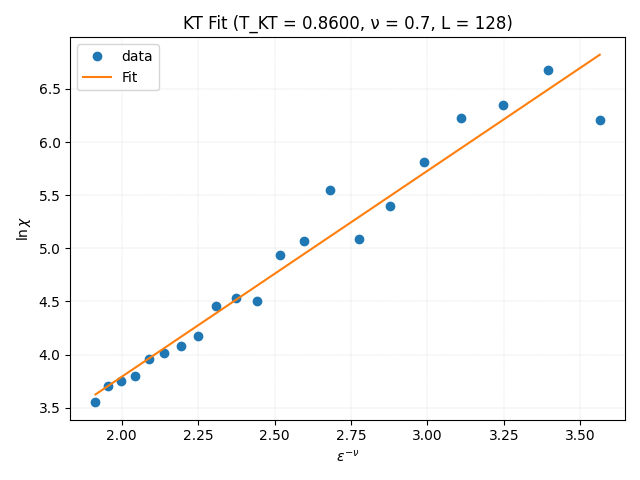 KT Fit (T_KT = 0.8600, ν = 0.7, L = 128)
data
Fit
6.5
6.0
5.5
5.0
4.5
4.0
3.5
ln χ
2.00 2.25 2.50 2.75 3.00 3.25 3.50
ε^{-ν}